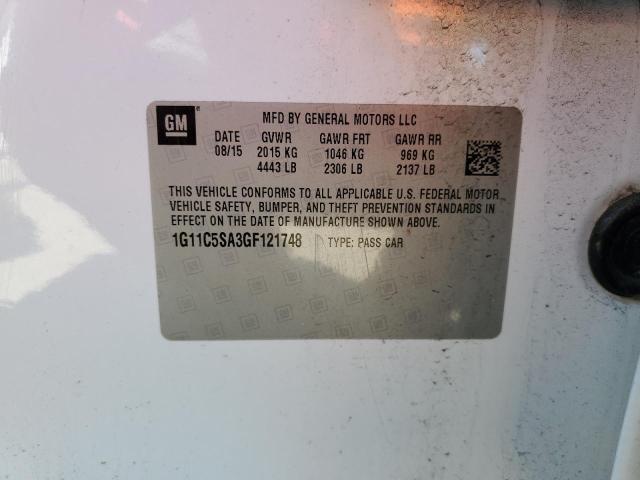 GM MFD BY GENERAL MOTORS LLC
DATE GVWR GAWR FRT GAWR RR
08/15 2015 KG 1046 KG 969 KG
4443 LB 2306 LB 2137 LB
THIS VEHICLE CONFORMS TO ALL APPLICABLE U.S. FEDERAL MOTOR
VEHICLE SAFETY, BUMPER, AND THEFT PREVENTION STANDARDS IN
EFFECT ON THE DATE OF MANUFACTURE SHOWN ABOVE.
1G11C5SA3GF121748 TYPE: PASS CAR